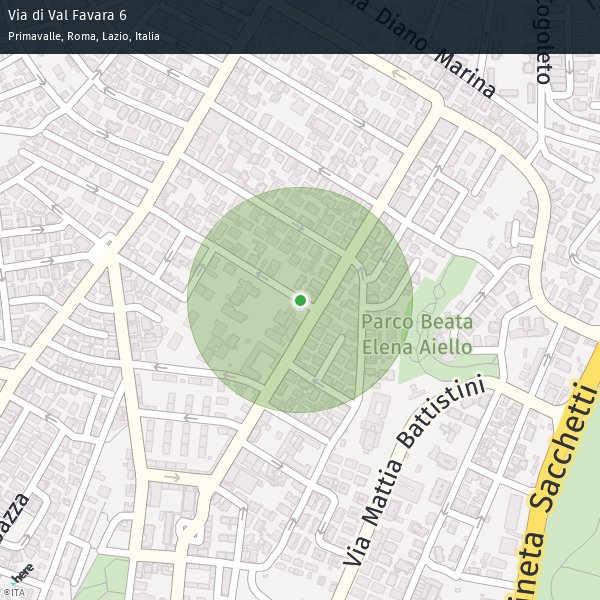 Via di Val Favara 6
Primavalle, Roma, Lazio, Italia
Diano Marina
Cogoleto
Parco Beata
Elena Aiello
Via Mattia Battistini
ineta Sacchetti
azza
here
©ITA